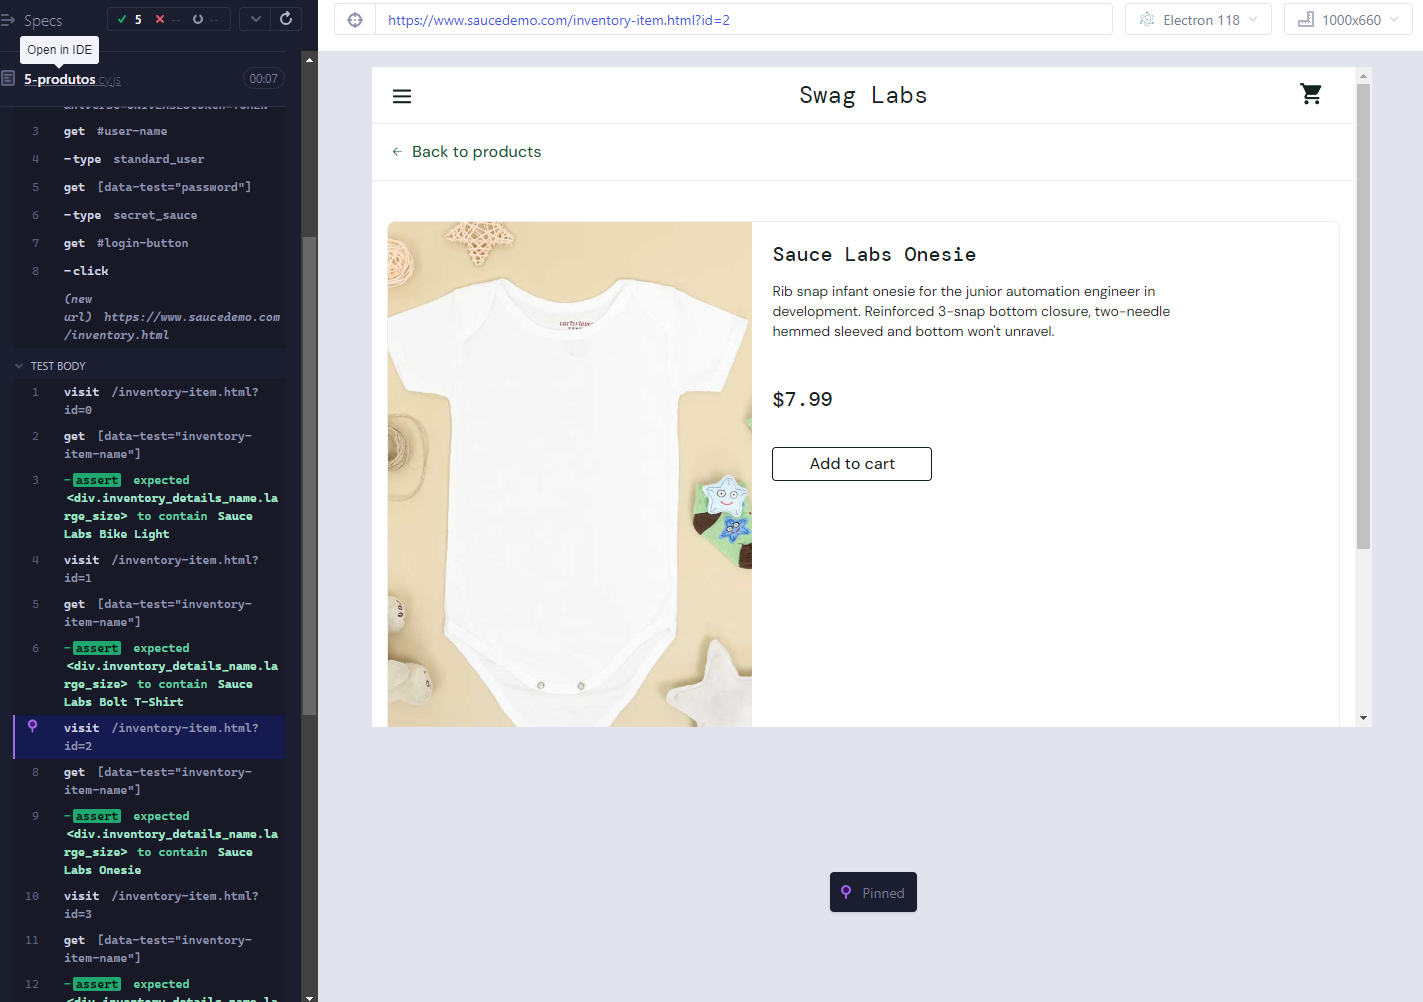 Specs
5
--
--
Open in IDE
5-produtos.cy.js
00:07
3 get #user-name
4 -type standard_user
5 get [data-test="password"]
6 -type secret_sauce
7 get #login-button
8 -click
(new
url) https://www.saucedemo.com
/inventory.html
TEST BODY
1 visit /inventory-item.html?
id=0
2 get [data-test="inventory-
item-name"]
3 -assert expected
<div.inventory_details_name.la
rge_size> to contain Sauce
Labs Bike Light
4 visit /inventory-item.html?
id=1
5 get [data-test="inventory-
item-name"]
6 -assert expected
<div.inventory_details_name.la
rge_size> to contain Sauce
Labs Bolt T-Shirt
visit /inventory-item.html?
id=2
8 get [data-test="inventory-
item-name"]
9 -assert expected
<div.inventory_details_name.la
rge_size> to contain Sauce
Labs Onesie
10 visit /inventory-item.html?
id=3
11 get [data-test="inventory-
item-name"]
12 -assert expected
<div.inventory_details_name.la
https://www.saucedemo.com/inventory-item.html?id=2
Electron 118
1000x660
Swag Labs
Back to products
Sauce Labs Onesie
Rib snap infant onesie for the junior automation engineer in
development. Reinforced 3-snap bottom closure, two-needle
hemmed sleeved and bottom won't unravel.
$7.99
Add to cart
Pinned